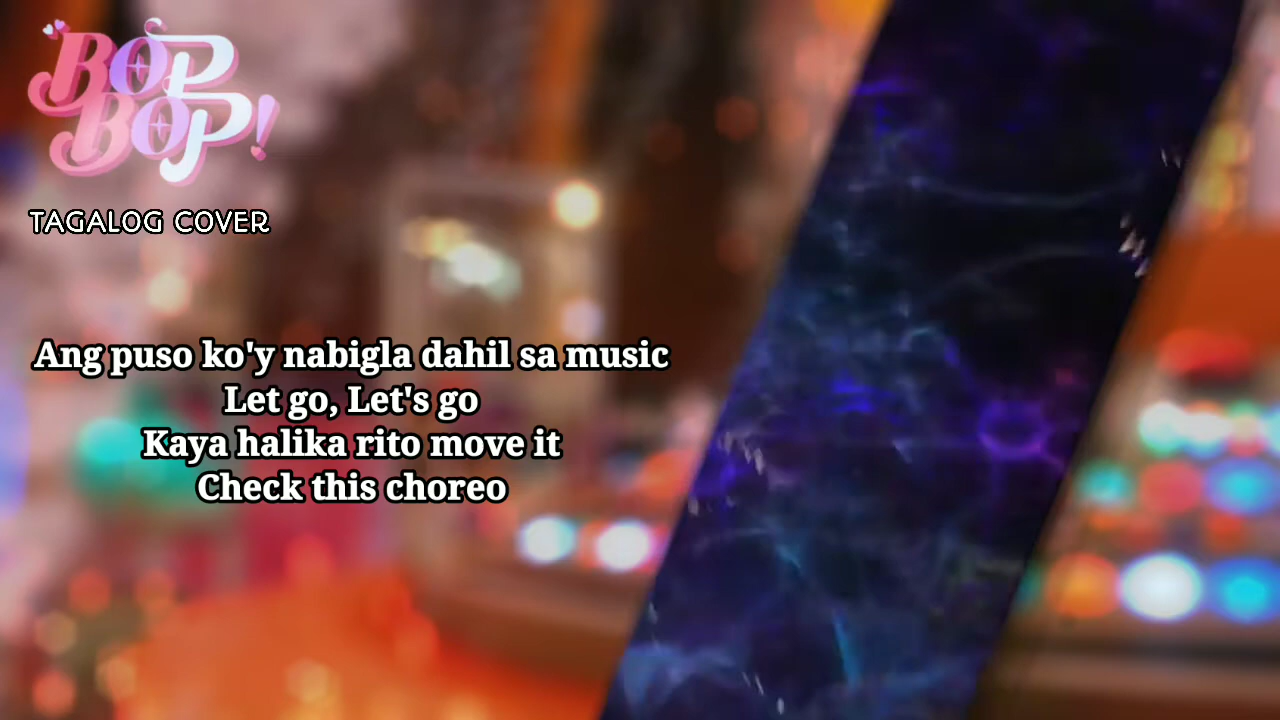 BOP
BOP!
TAGALOG COVER
Ang puso ko'y nabigla dahil sa music
Let go, Let's go
Kaya halika rito move it
Check this choreo